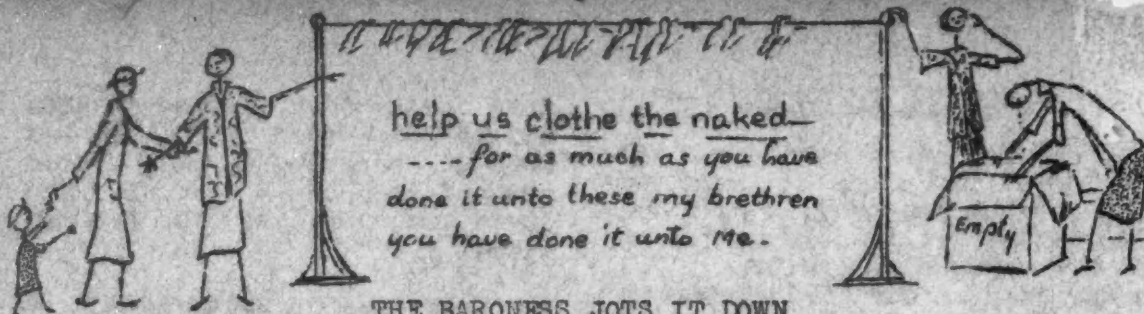 help us clothe the naked—
---- for as much as you have
done it unto these my brethren
you have done it unto Me.
Empty
THE BARONESS JOTS IT DOWN